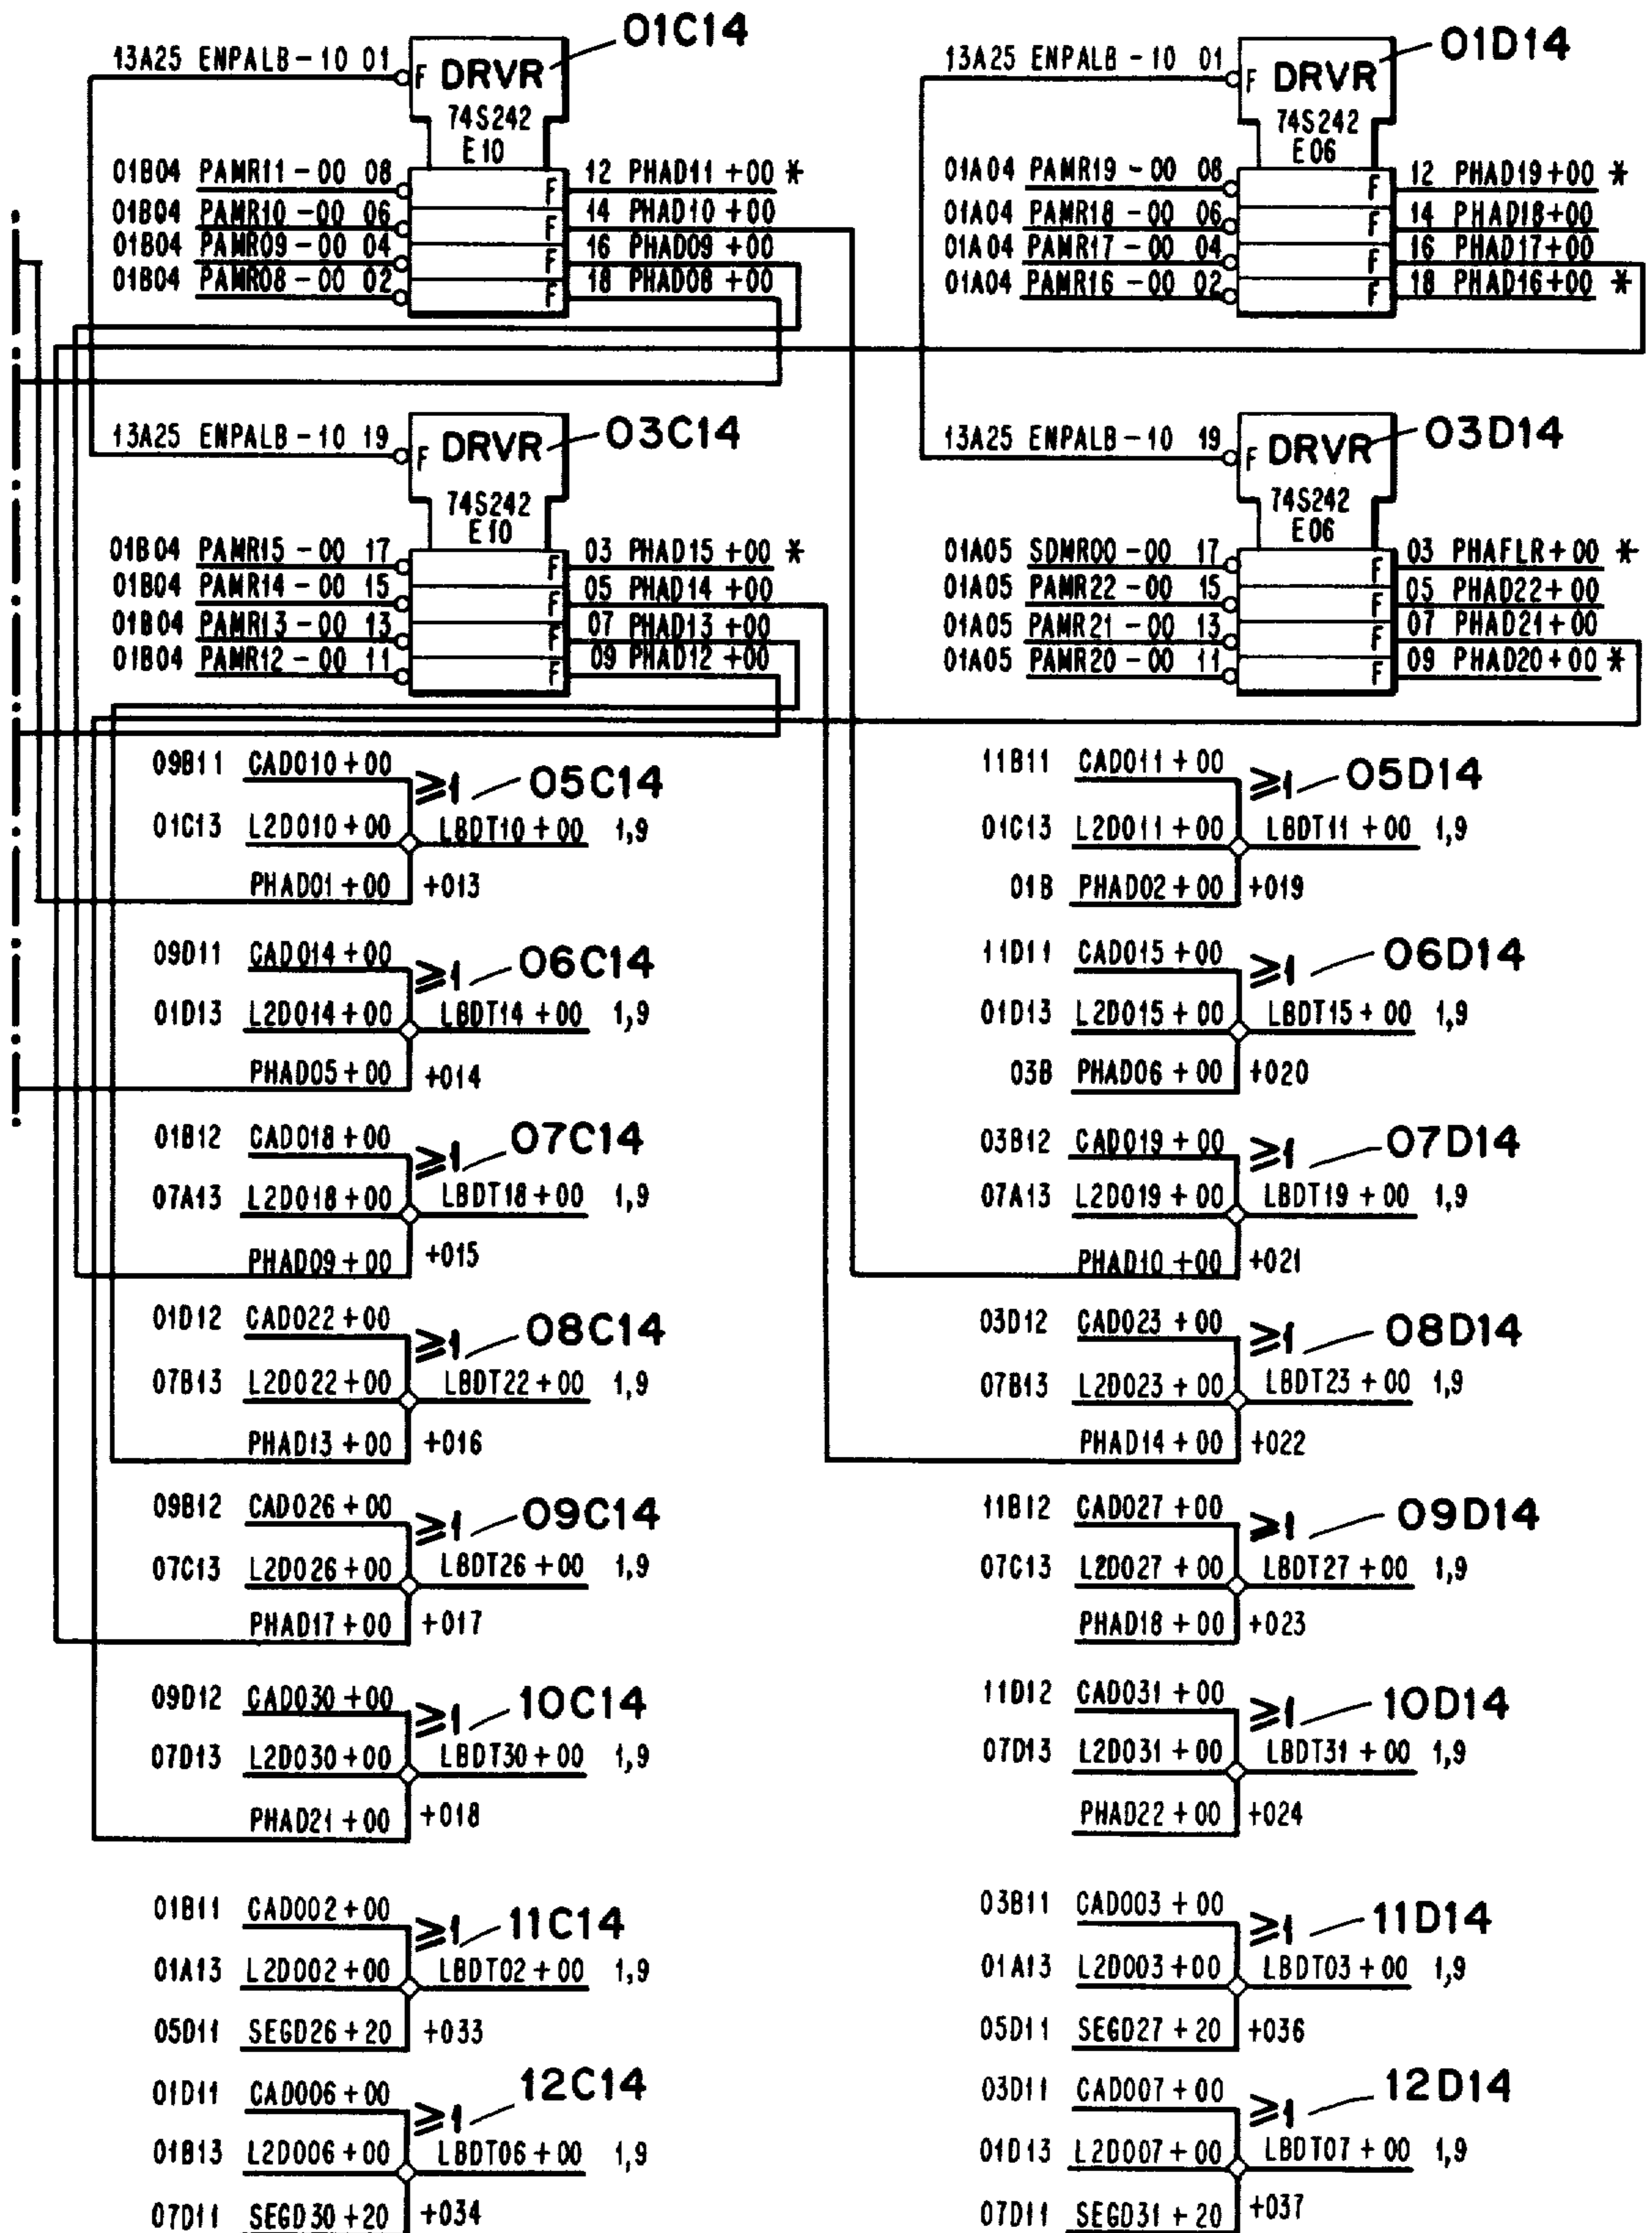 01C14
13A25 ENPALB-10 01 F DRVR
74S242
E10
01B04 PAMR11-00 08 F 12 PHAD11+00 *
01B04 PAMR10-00 06 F 14 PHAD10+00
01B04 PAMR09-00 04 F 16 PHAD09+00
01B04 PAMR08-00 02 F 18 PHAD08+00
01D14
13A25 ENPALB-10 01 F DRVR
74S242
E06
01A04 PAMR19-00 08 F 12 PHAD19+00 *
01A04 PAMR18-00 06 F 14 PHAD18+00
01A04 PAMR17-00 04 F 16 PHAD17+00
01A04 PAMR16-00 02 F 18 PHAD16+00 *
03C14
13A25 ENPALB-10 19 F DRVR
74S242
E10
01B04 PAMR15-00 17 F 03 PHAD15+00 *
01B04 PAMR14-00 15 F 05 PHAD14+00
01B04 PAMR13-00 13 F 07 PHAD13+00
01B04 PAMR12-00 11 F 09 PHAD12+00
03D14
13A25 ENPALB-10 19 F DRVR
74S242
E06
01A05 SDMR00-00 17 F 03 PHAFLR+00 *
01A05 PAMR22-00 15 F 05 PHAD22+00
01A05 PAMR21-00 13 F 07 PHAD21+00
01A05 PAMR20-00 11 F 09 PHAD20+00 *
09B11 CAD010+00 ≥1 05C14
01C13 L2D010+00 LBDT10+00 1,9
PHAD01+00 +013
11B11 CAD011+00 ≥1 05D14
01C13 L2D011+00 LBDT11+00 1,9
01B PHAD02+00 +019
09D11 CAD014+00 ≥1 06C14
01D13 L2D014+00 LBDT14+00 1,9
PHAD05+00 +014
11D11 CAD015+00 ≥1 06D14
01D13 L2D015+00 LBDT15+00 1,9
03B PHAD06+00 +020
01B12 CAD018+00 ≥1 07C14
07A13 L2D018+00 LBDT18+00 1,9
PHAD09+00 +015
03B12 CAD019+00 ≥1 07D14
07A13 L2D019+00 LBDT19+00 1,9
PHAD10+00 +021
01D12 CAD022+00 ≥1 08C14
07B13 L2D022+00 LBDT22+00 1,9
PHAD13+00 +016
03D12 CAD023+00 ≥1 08D14
07B13 L2D023+00 LBDT23+00 1,9
PHAD14+00 +022
09B12 CAD026+00 ≥1 09C14
07C13 L2D026+00 LBDT26+00 1,9
PHAD17+00 +017
11B12 CAD027+00 ≥1 09D14
07C13 L2D027+00 LBDT27+00 1,9
PHAD18+00 +023
09D12 CAD030+00 ≥1 10C14
07D13 L2D030+00 LBDT30+00 1,9
PHAD21+00 +018
11D12 CAD031+00 ≥1 10D14
07D13 L2D031+00 LBDT31+00 1,9
PHAD22+00 +024
01B11 CAD002+00 ≥1 11C14
01A13 L2D002+00 LBDT02+00 1,9
05D11 SEGD26+20 +033
03B11 CAD003+00 ≥1 11D14
01A13 L2D003+00 LBDT03+00 1,9
05D11 SEGD27+20 +036
01D11 CAD006+00 ≥1 12C14
01B13 L2D006+00 LBDT06+00 1,9
07D11 SEGD30+20 +034
03D11 CAD007+00 ≥1 12D14
01D13 L2D007+00 LBDT07+00 1,9
07D11 SEGD31+20 +037